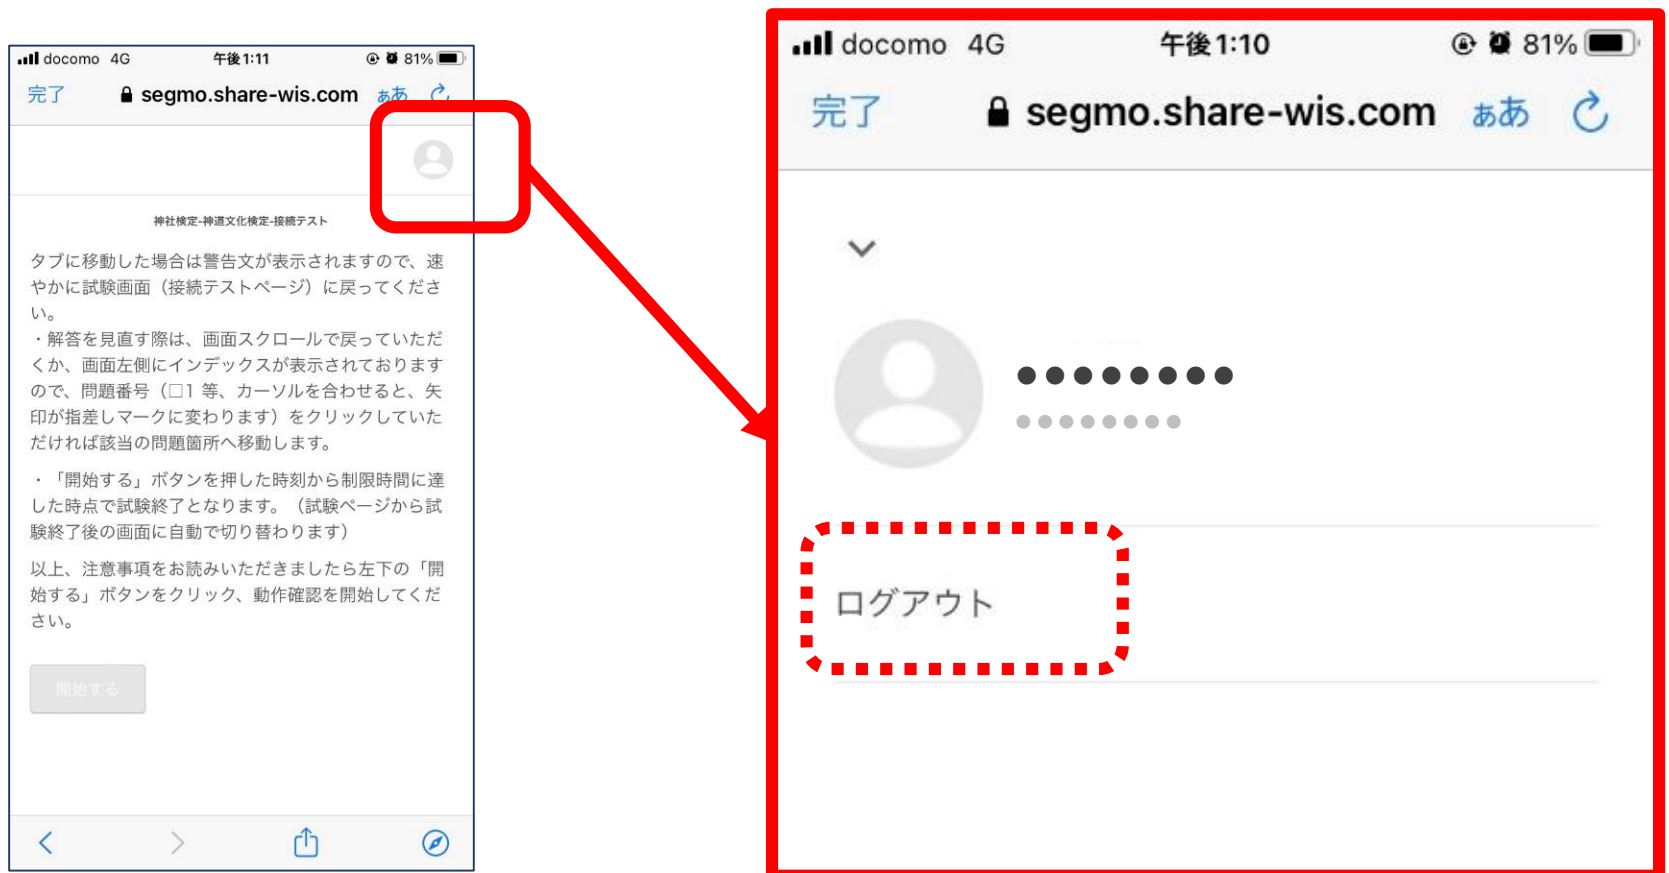 docomo 4G 午後1:11 81%
完了 segmo.share-wis.com ぁあ
神社検定-神道文化検定-接続テスト
タブに移動した場合は警告文が表示されますので、速
やかに試験画面（接続テストページ）に戻ってくださ
い。
・解答を見直す際は、画面スクロールで戻っていただ
くか、画面左側にインデックスが表示されております
ので、問題番号（□1 等、カーソルを合わせると、矢
印が指差しマークに変わります）をクリックしていた
だければ該当の問題箇所へ移動します。
・「開始する」ボタンを押した時刻から制限時間に達
した時点で試験終了となります。（試験ページから試
験終了後の画面に自動で切り替わります）
以上、注意事項をお読みいただきましたら左下の「開
始する」ボタンをクリック、動作確認を開始してくだ
さい。
開始する
docomo 4G 午後1:10 81%
完了 segmo.share-wis.com ぁあ
●●●●●●●●
●●●●●●●●
ログアウト